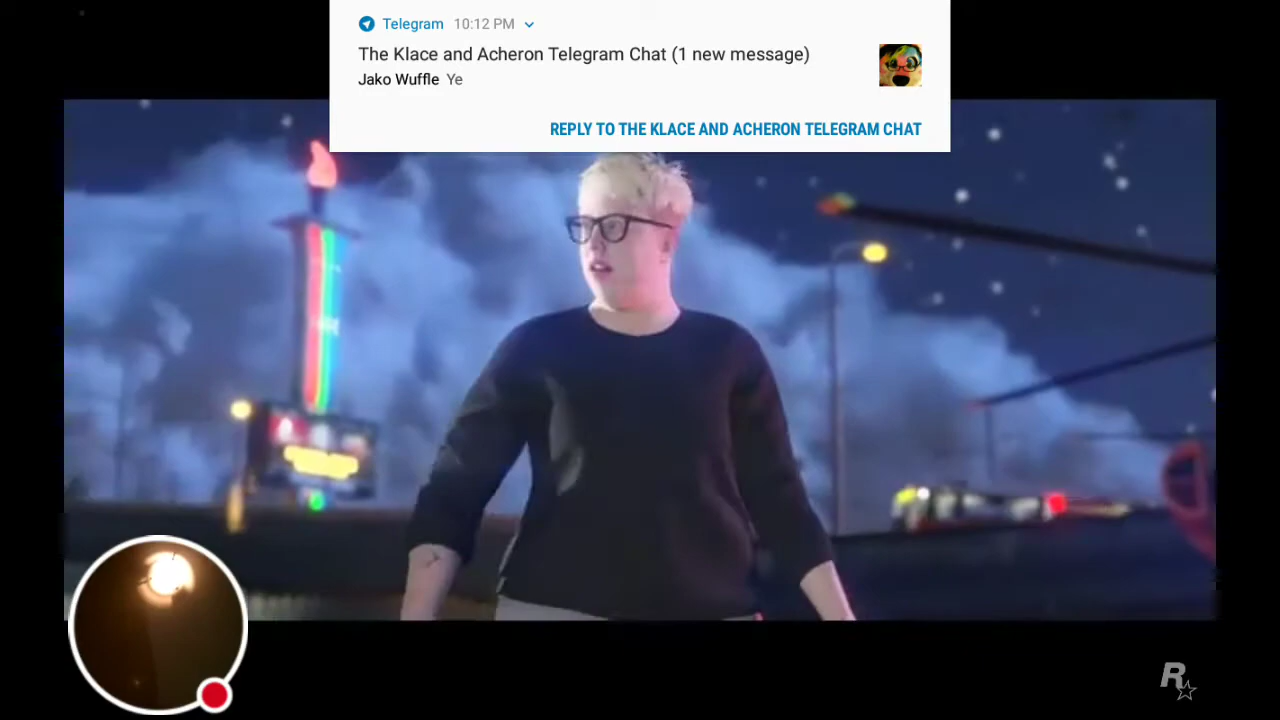 Telegram 10:12 PM
The Klace and Acheron Telegram Chat (1 new message)
Jako Wuffle Ye
REPLY TO THE KLACE AND ACHERON TELEGRAM CHAT
R